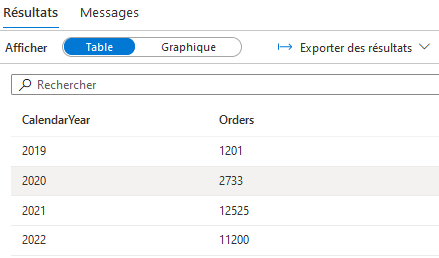 Résultats Messages
Afficher Table Graphique Exporter des résultats
Rechercher
CalendarYear Orders
2019 1201
2020 2733
2021 12525
2022 11200